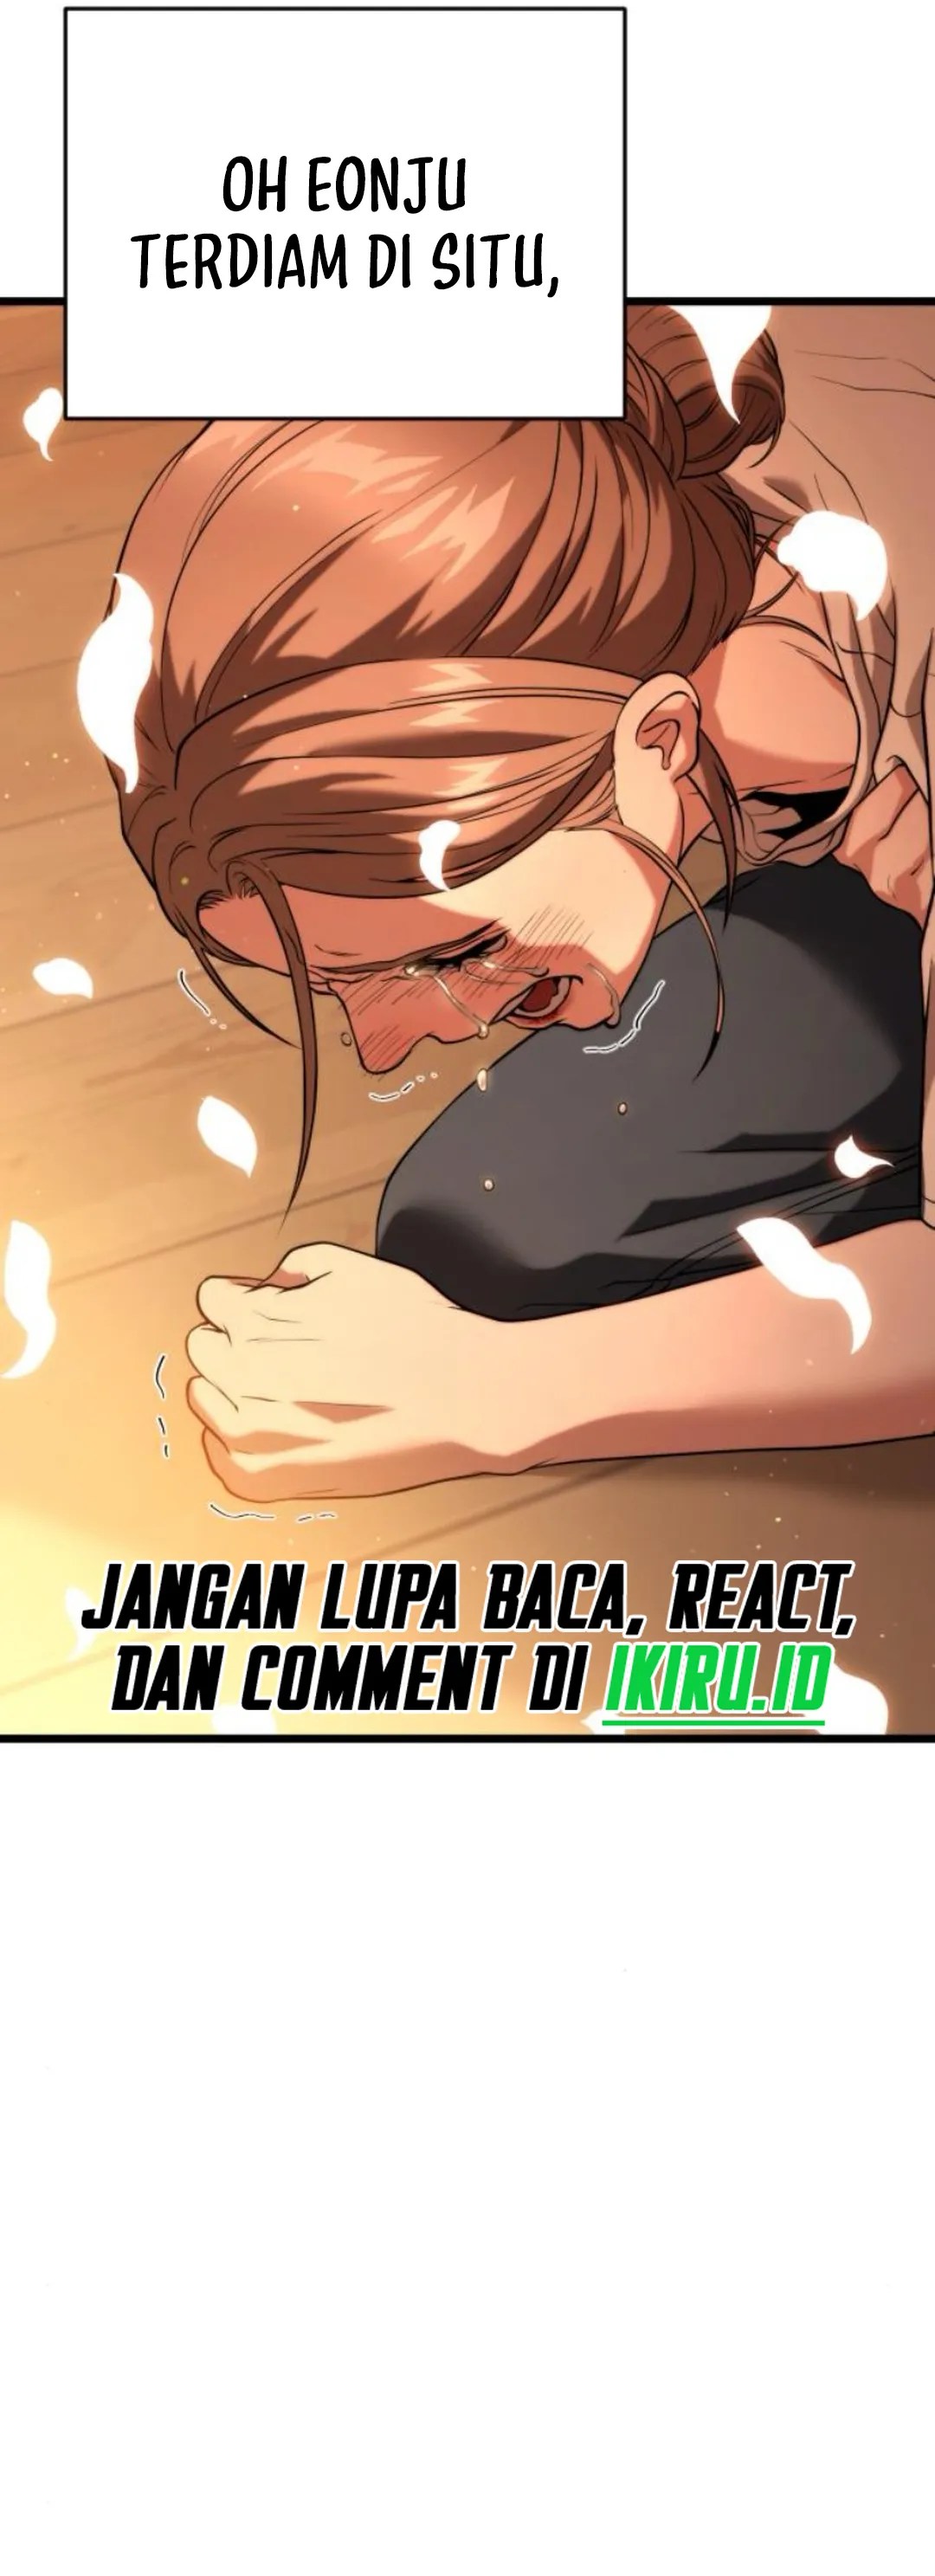 OH EONJU
TERDIAM DI SITU,
JANGAN LUPA BACA, REACT,
DAN COMMENT DI IKIRU.ID